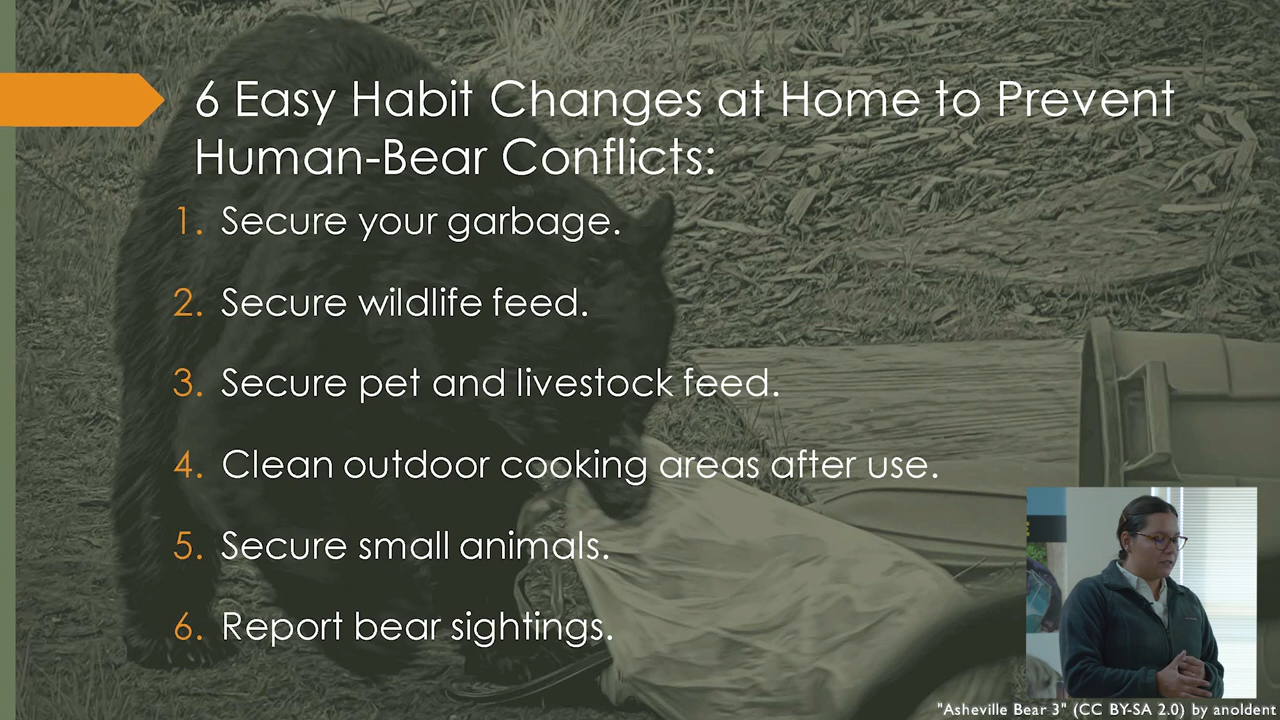 6 Easy Habit Changes at Home to Prevent
Human-Bear Conflicts:
1. Secure your garbage.
2. Secure wildlife feed.
3. Secure pet and livestock feed.
4. Clean outdoor cooking areas after use.
5. Secure small animals.
6. Report bear sightings.
"Asheville Bear 3" (CC BY-SA 2.0) by anoldent